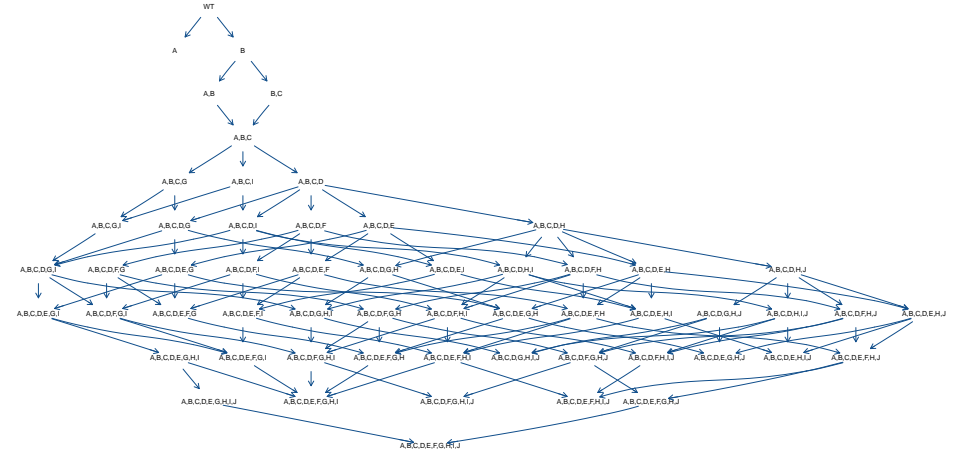 WT
A
B
A,B
B,C
A,B,C
A,B,C,G
A,B,C,I
A,B,C,D
A,B,C,G,I
A,B,C,D,G
A,B,C,D,I
A,B,C,D,F
A,B,C,D,E
A,B,C,D,H
A,B,C,D,G,I
A,B,C,D,F,G
A,B,C,D,E,G
A,B,C,D,F,I
A,B,C,D,E,F
A,B,C,D,G,H
A,B,C,D,E,I
A,B,C,D,H,I
A,B,C,D,F,H
A,B,C,D,E,H
A,B,C,D,H,J
A,B,C,D,E,G,I
A,B,C,D,F,G,I
A,B,C,D,E,F,G
A,B,C,D,E,F,I
A,B,C,D,G,H,I
A,B,C,D,F,G,H
A,B,C,D,F,H,I
A,B,C,D,E,G,H
A,B,C,D,E,F,H
A,B,C,D,E,H,I
A,B,C,D,G,H,J
A,B,C,D,H,I,J
A,B,C,D,F,H,J
A,B,C,D,E,H,J
A,B,C,D,E,G,H,I
A,B,C,D,E,F,G,I
A,B,C,D,F,G,H,I
A,B,C,D,E,F,G,H
A,B,C,D,E,F,H,I
A,B,C,D,G,H,I,J
A,B,C,D,F,G,H,J
A,B,C,D,F,H,I,J
A,B,C,D,E,G,H,J
A,B,C,D,E,H,I,J
A,B,C,D,E,F,H,J
A,B,C,D,E,G,H,I,J
A,B,C,D,E,F,G,H,I
A,B,C,D,F,G,H,I,J
A,B,C,D,E,F,H,I,J
A,B,C,D,E,F,G,H,J
A,B,C,D,E,F,G,H,I,J